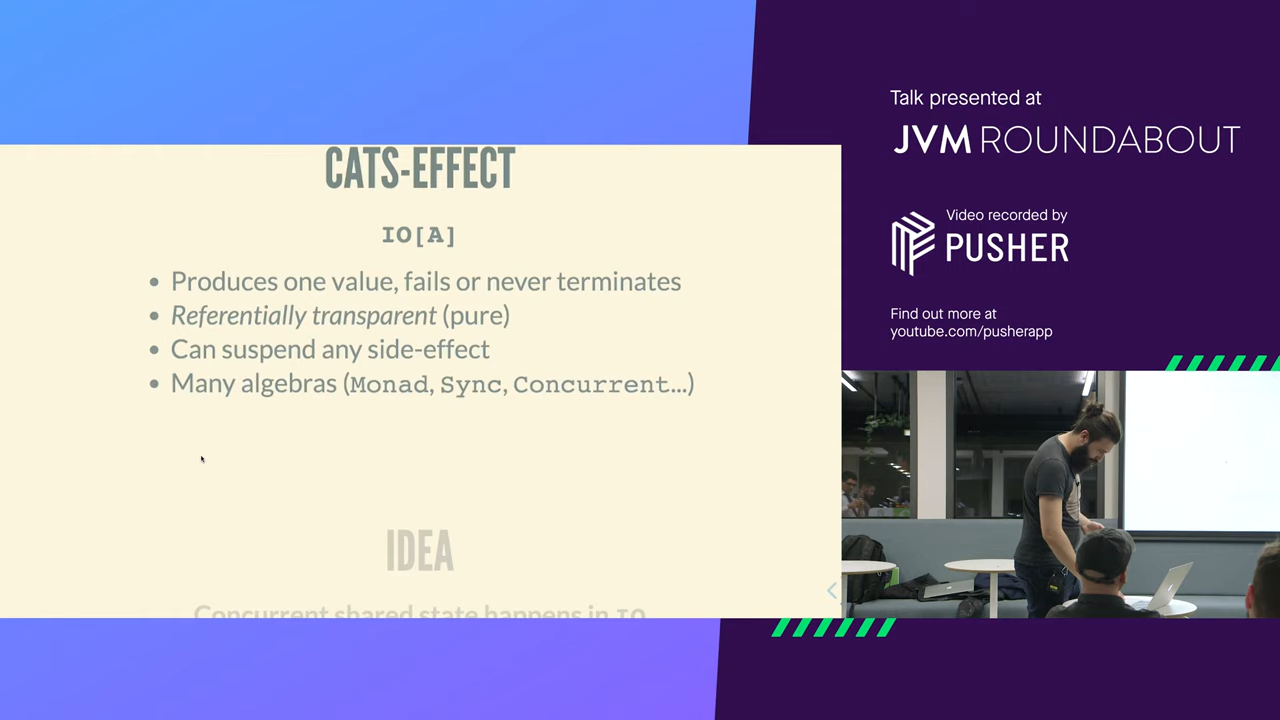 CATS-EFFECT
IO[A]
• Produces one value, fails or never terminates
• Referentially transparent (pure)
• Can suspend any side-effect
• Many algebras (Monad, Sync, Concurrent…)
IDEA
Concurrent shared state happens in IO
Talk presented at
JVM ROUNDABOUT
Video recorded by
PUSHER
Find out more at
youtube.com/pusherapp